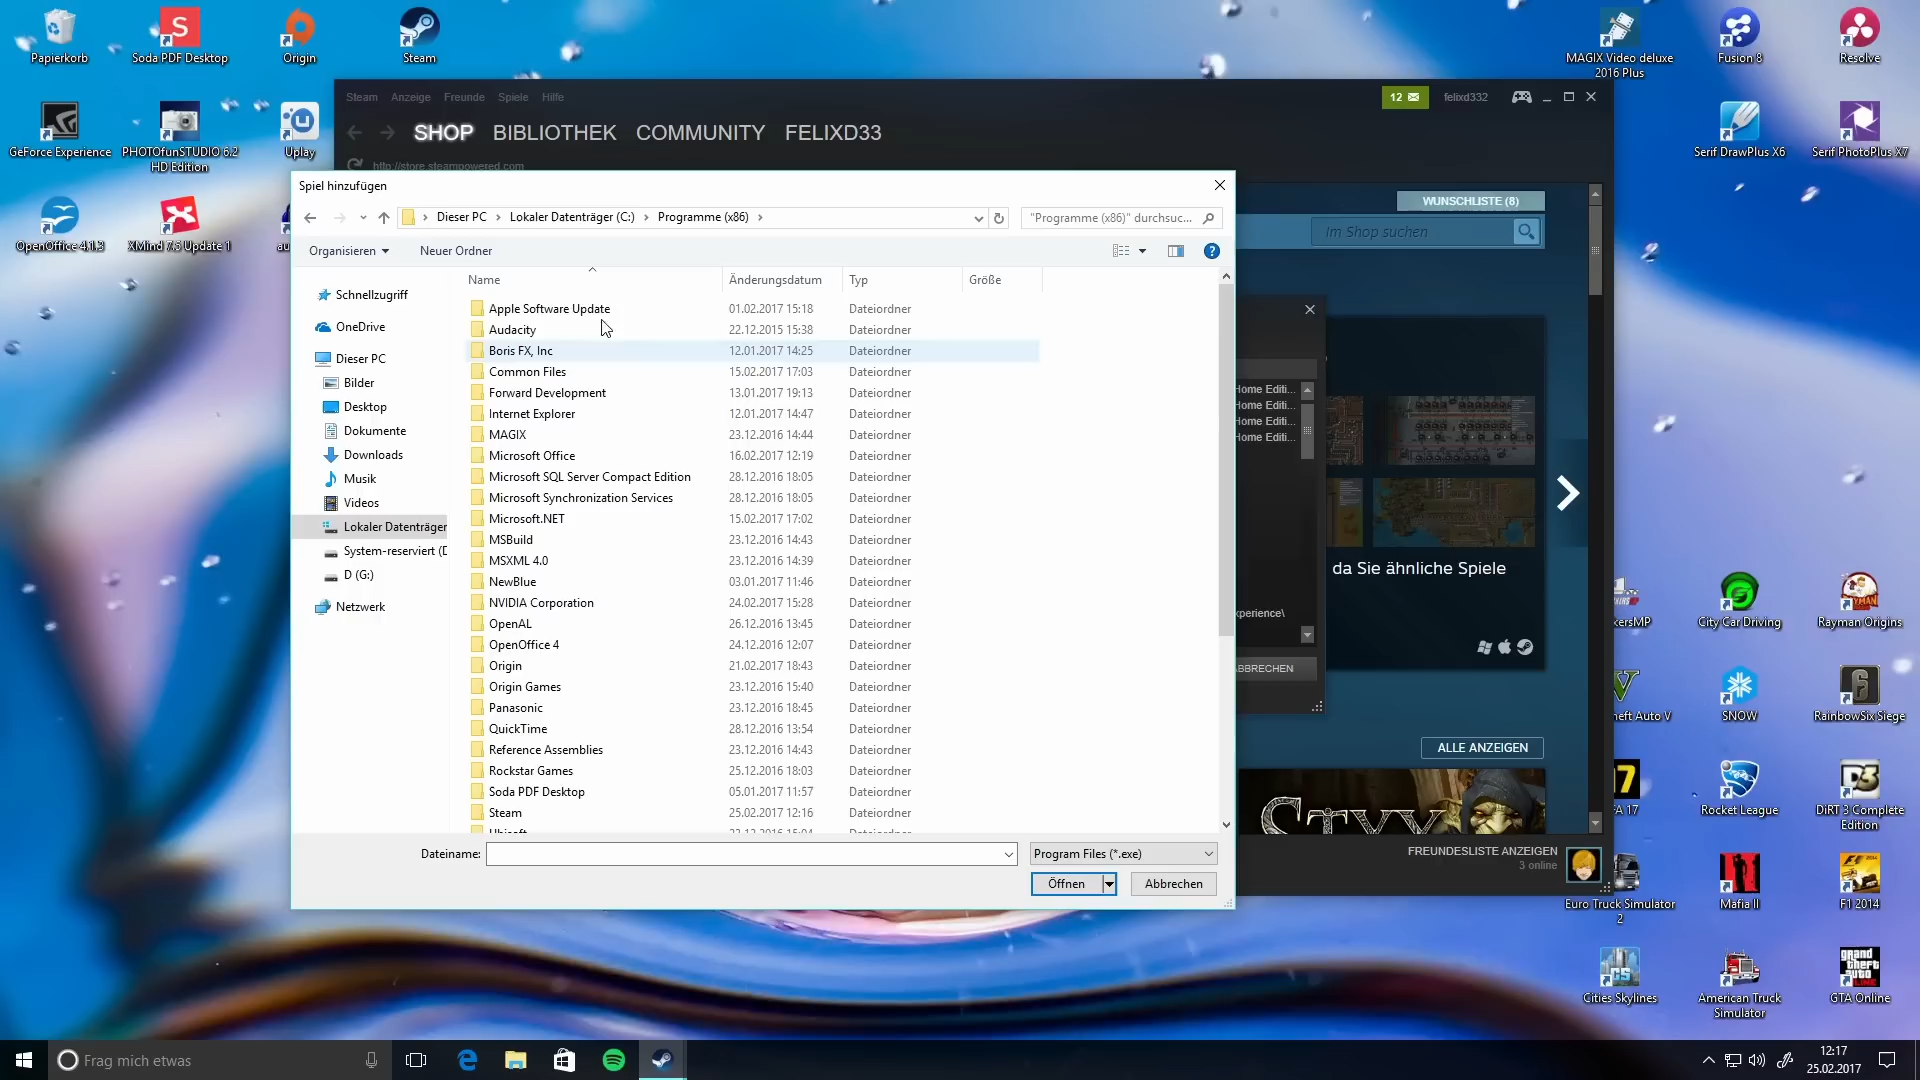 Papierkorb
Soda PDF Desktop
Origin
Steam
MAGIX Video deluxe
2016 Plus
Fusion 8
Resolve
GeForce Experience
PHOTOfunSTUDIO 6.2
HD Edition
Uplay
Serif DrawPlus X6
Serif PhotoPlus X7
OpenOffice 4.1.3
XMind 7.5 Update 1
Steam Anzeige Freunde Spiele Hilfe
12
felixd332
SHOP BIBLIOTHEK COMMUNITY FELIXD33
http://store.steampowered.com
WUNSCHLISTE (8)
Im Shop suchen
Spiel hinzufügen
Dieser PC Lokaler Datenträger (C:) Programme (x86)
"Programme (x86)" durchsuc...
Organisieren Neuer Ordner
Schnellzugriff
OneDrive
Dieser PC
Bilder
Desktop
Dokumente
Downloads
Musik
Videos
Lokaler Datenträger
System-reserviert (D
D (G:)
Netzwerk
Name Änderungsdatum Typ Größe
Apple Software Update 01.02.2017 15:18 Dateiordner
Audacity 22.12.2015 15:38 Dateiordner
Boris FX, Inc 12.01.2017 14:25 Dateiordner
Common Files 15.02.2017 17:03 Dateiordner
Forward Development 13.01.2017 19:13 Dateiordner
Internet Explorer 12.01.2017 14:47 Dateiordner
MAGIX 23.12.2016 14:44 Dateiordner
Microsoft Office 16.02.2017 12:19 Dateiordner
Microsoft SQL Server Compact Edition 28.12.2016 18:05 Dateiordner
Microsoft Synchronization Services 28.12.2016 18:05 Dateiordner
Microsoft.NET 15.02.2017 17:02 Dateiordner
MSBuild 23.12.2016 14:43 Dateiordner
MSXML 4.0 23.12.2016 14:39 Dateiordner
NewBlue 03.01.2017 11:46 Dateiordner
NVIDIA Corporation 24.02.2017 15:28 Dateiordner
OpenAL 26.12.2016 13:45 Dateiordner
OpenOffice 4 24.12.2016 12:07 Dateiordner
Origin 21.02.2017 18:43 Dateiordner
Origin Games 23.12.2016 15:40 Dateiordner
Panasonic 23.12.2016 18:45 Dateiordner
QuickTime 28.12.2016 13:54 Dateiordner
Reference Assemblies 23.12.2016 14:43 Dateiordner
Rockstar Games 25.12.2016 18:03 Dateiordner
Soda PDF Desktop 05.01.2017 11:57 Dateiordner
Steam 25.02.2017 12:16 Dateiordner
Dateiname:
Program Files (*.exe)
Öffnen
Abbrechen
Home Editi...
Home Editi...
Home Editi...
Home Editi...
xperience\
ABBRECHEN
da Sie ähnliche Spiele
ALLE ANZEIGEN
STYX
FREUNDESLISTE ANZEIGEN
3 online
kersMP
City Car Driving
Rayman Origins
heft Auto V
SNOW
RainbowSix Siege
FA 17
Rocket League
DiRT 3 Complete
Edition
Euro Truck Simulator
2
Mafia II
F1 2014
Cities Skylines
American Truck
Simulator
GTA Online
Frag mich etwas
12:17
25.02.2017